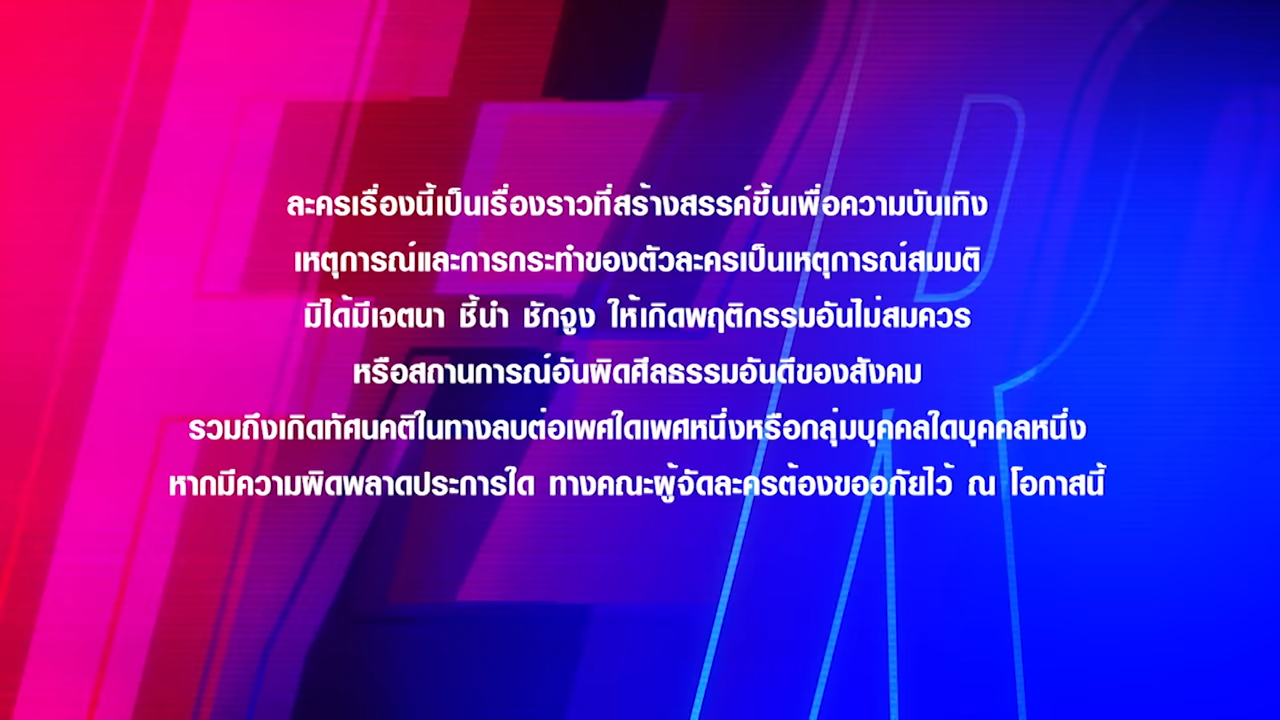 ละครเรื่องนี้เป็นเรื่องราวที่สร้างสรรค์ขึ้นเพื่อความบันเทิง
เหตุการณ์และการกระทำของตัวละครเป็นเหตุการณ์สมมติ
มิได้มีเจตนา ชี้นำ ชักจูง ให้เกิดพฤติกรรมอันไม่สมควร
หรือสถานการณ์อันผิดศีลธรรมอันดีของสังคม
รวมถึงเกิดทัศนคติในทางลบต่อเพศใดเพศหนึ่งหรือกลุ่มบุคคลใดบุคคลหนึ่ง
หากมีความผิดพลาดประการใด ทางคณะผู้จัดละครต้องขออภัยไว้ ณ โอกาสนี้